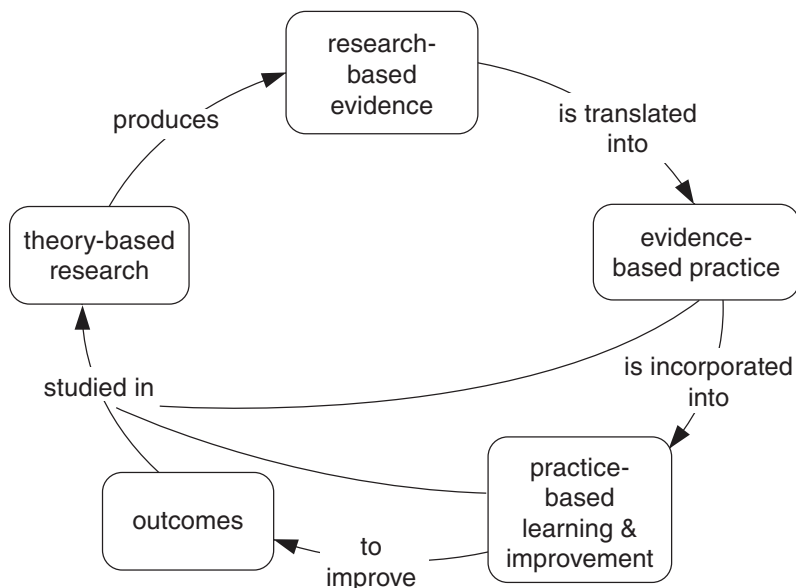 research-
based
evidence
produces
is translated
into
theory-based
research
evidence-
based practice
studied in
is incorporated
into
outcomes
to
improve
practice-
based
learning &
improvement